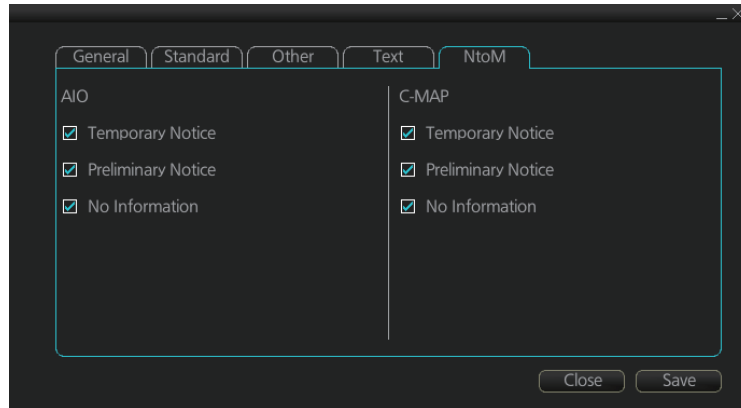 General Standard Other Text NtoM
AIO
Temporary Notice
Preliminary Notice
No Information
C-MAP
Temporary Notice
Preliminary Notice
No Information
Close Save